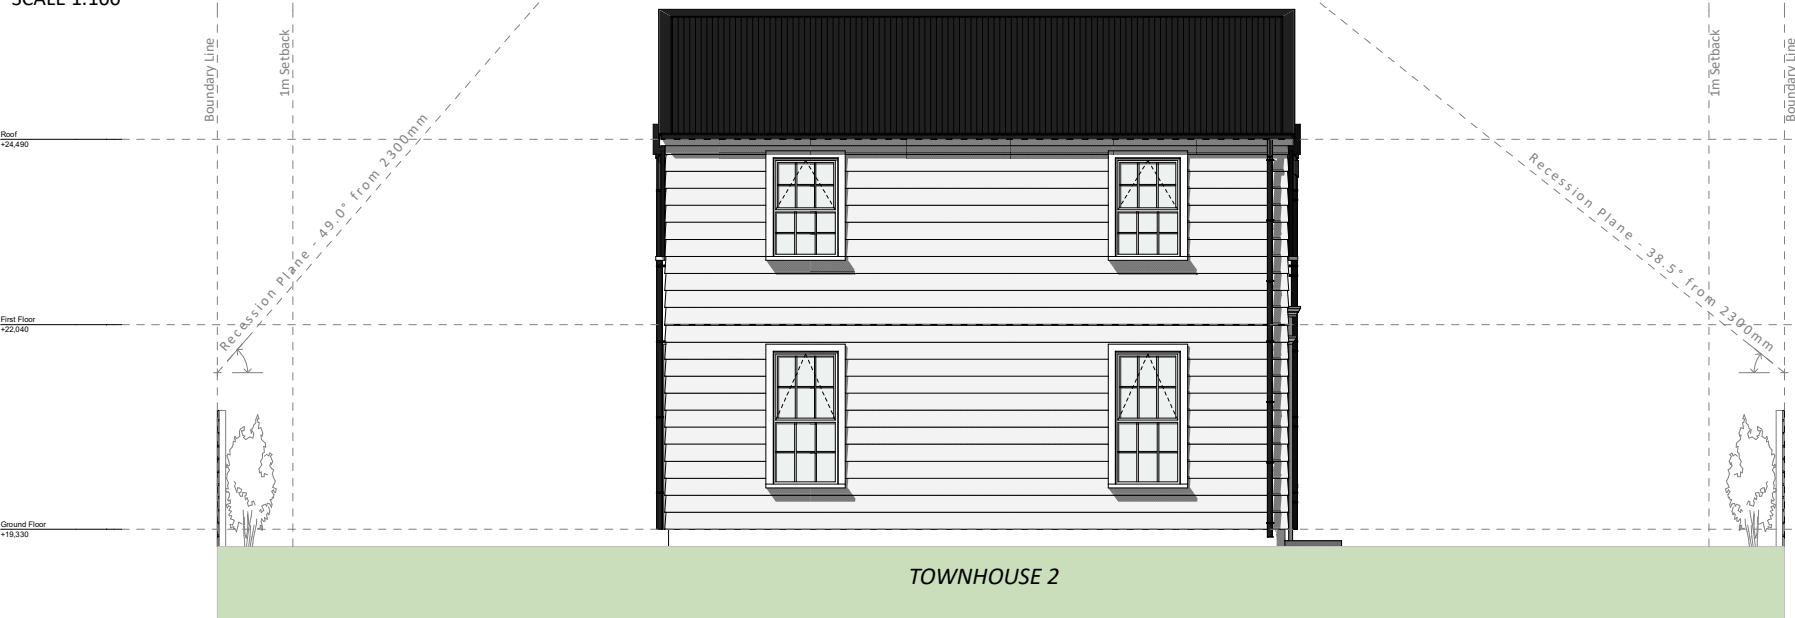 SCALE 1:100
Boundary Line
1m Setback
1m Setback
Boundary Line
Roof
+24,490
Recession Plane - 49.0° from 2300mm
Recession Plane - 38.5° from 2300mm
First Floor
+22,040
Ground Floor
+19,330
TOWNHOUSE 2